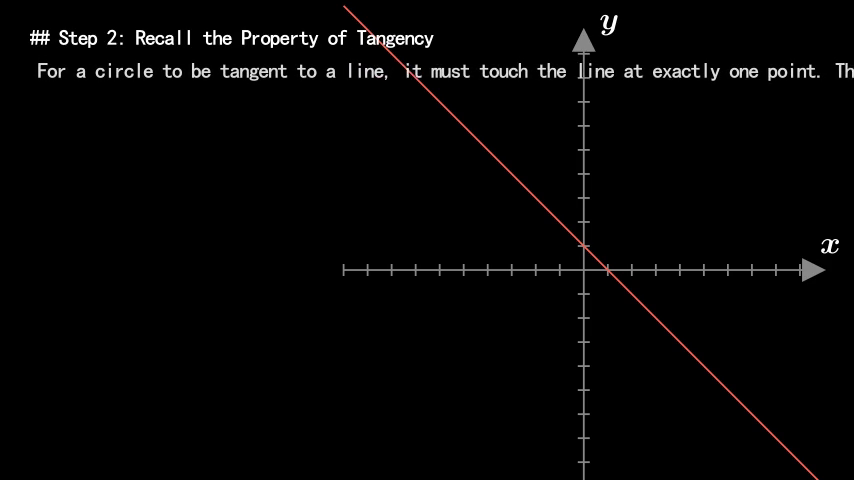 ## Step 2: Recall the Property of Tangency
For a circle to be tangent to a line, it must touch the line at exactly one point. Th
y
x